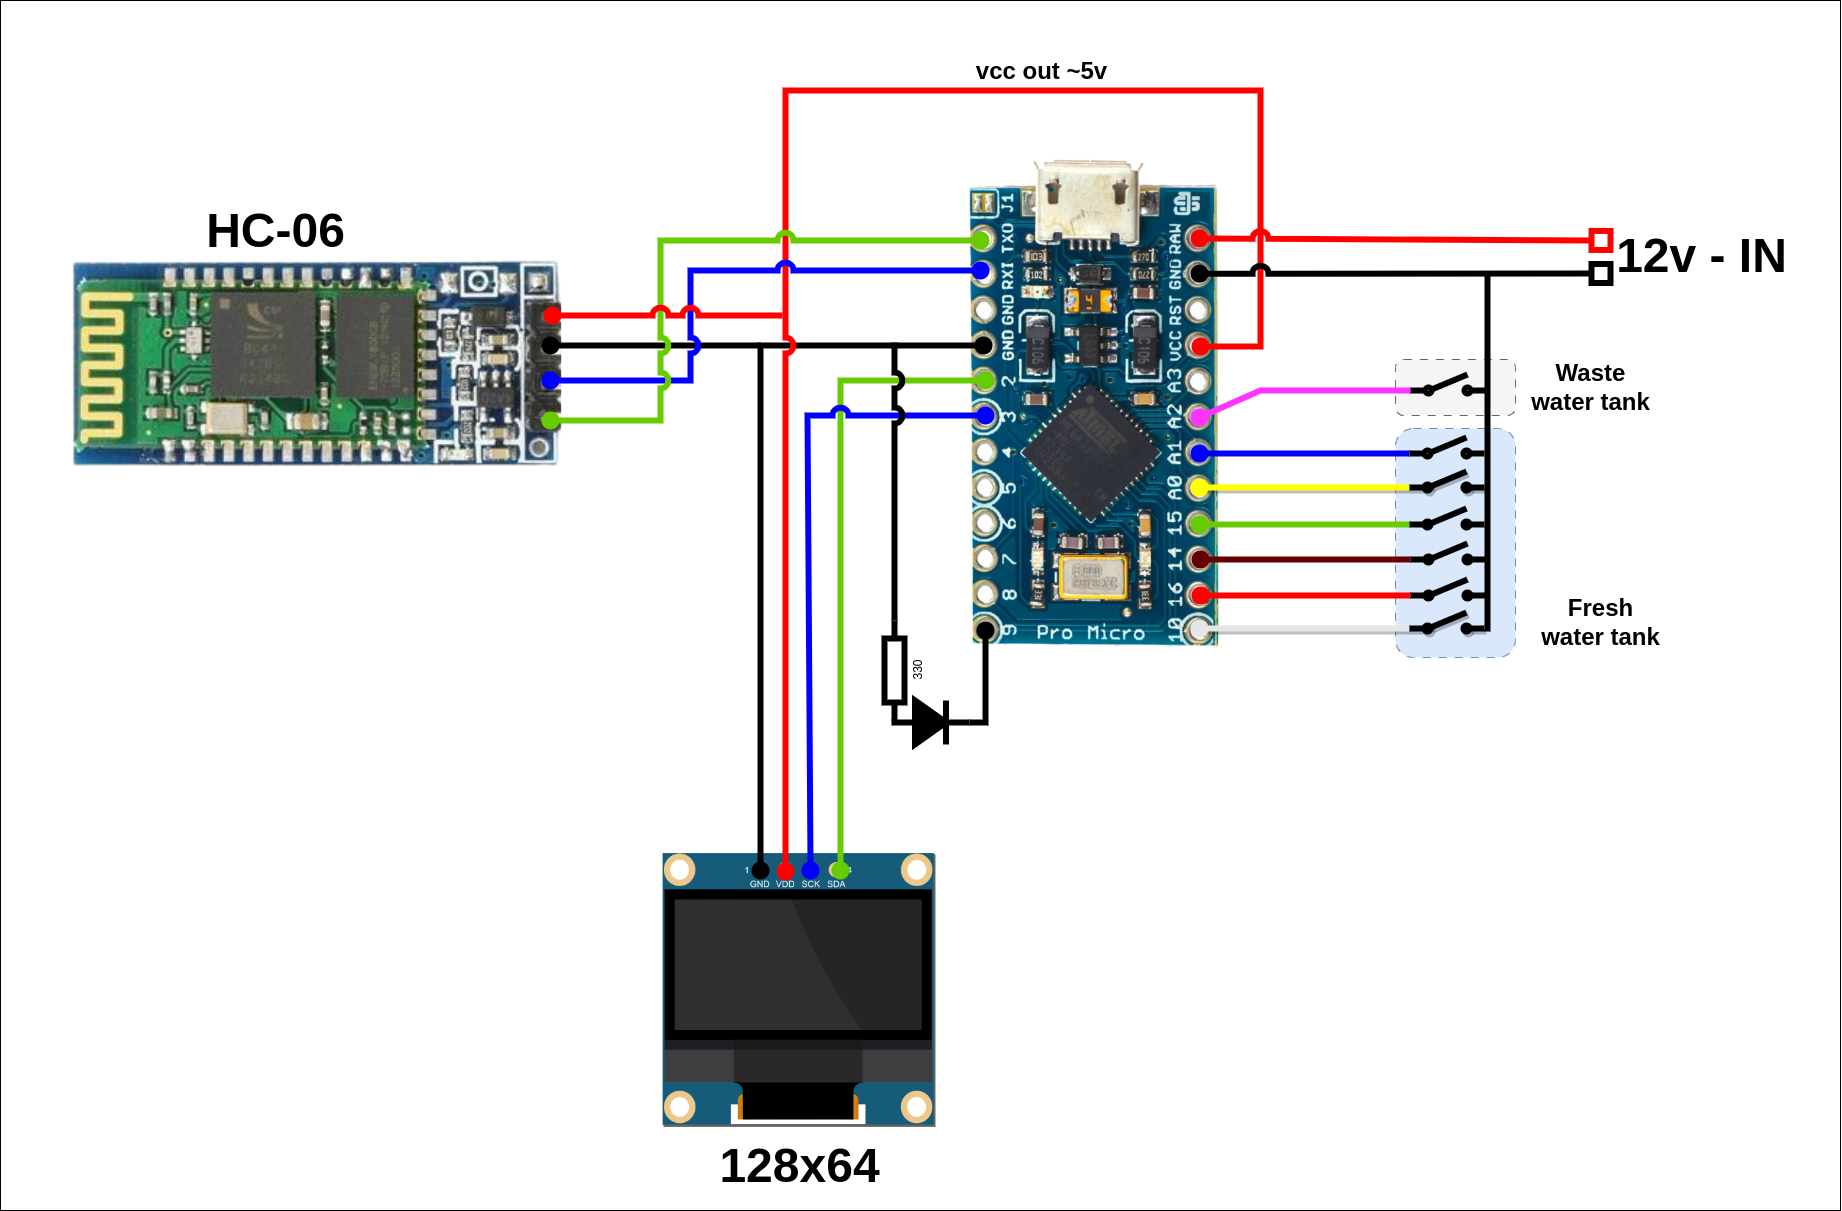 vcc out ~5v
HC-06
12v - IN
J1
TXO
RXI
GND
GND
2
3
4
5
6
7
8
9
RAW
GND
RST
VCC
A3
A2
A1
A0
15
14
16
10
Pro Micro
Waste
water tank
Fresh
water tank
330
1
GND VDD SCK SDA
128x64